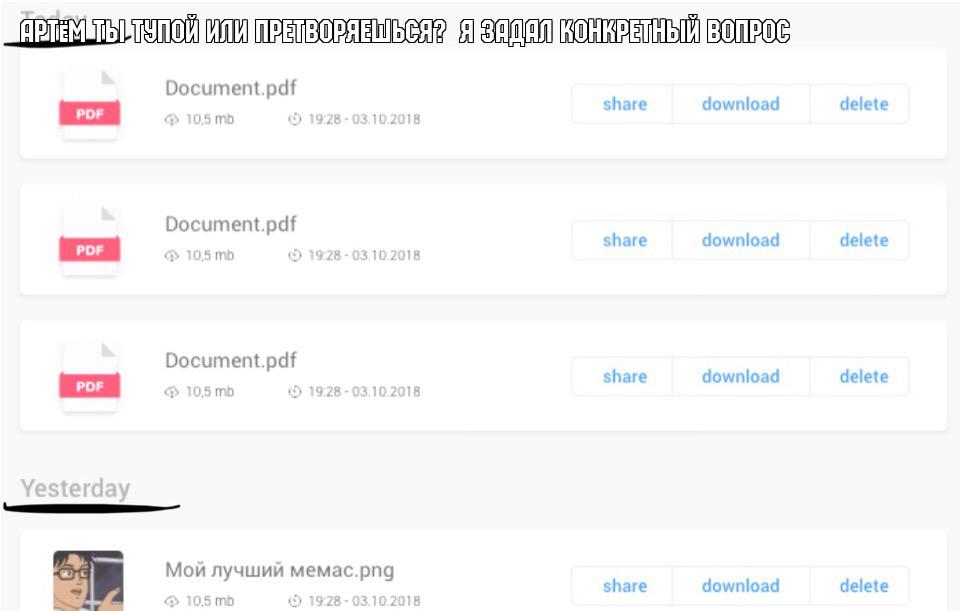 Today
АРТЁМ ТЫ ТУПОЙ ИЛИ ПРЕТВОРЯЕШЬСЯ? Я ЗАДАЛ КОНКРЕТНЫЙ ВОПРОС
PDF
Document.pdf
10,5 mb 19:28 - 03.10.2018
share download delete
PDF
Document.pdf
10,5 mb 19:28 - 03.10.2018
share download delete
PDF
Document.pdf
10,5 mb 19:28 - 03.10.2018
share download delete
Yesterday
Мой лучший мемас.png
10,5 mb 19:28 - 03.10.2018
share download delete